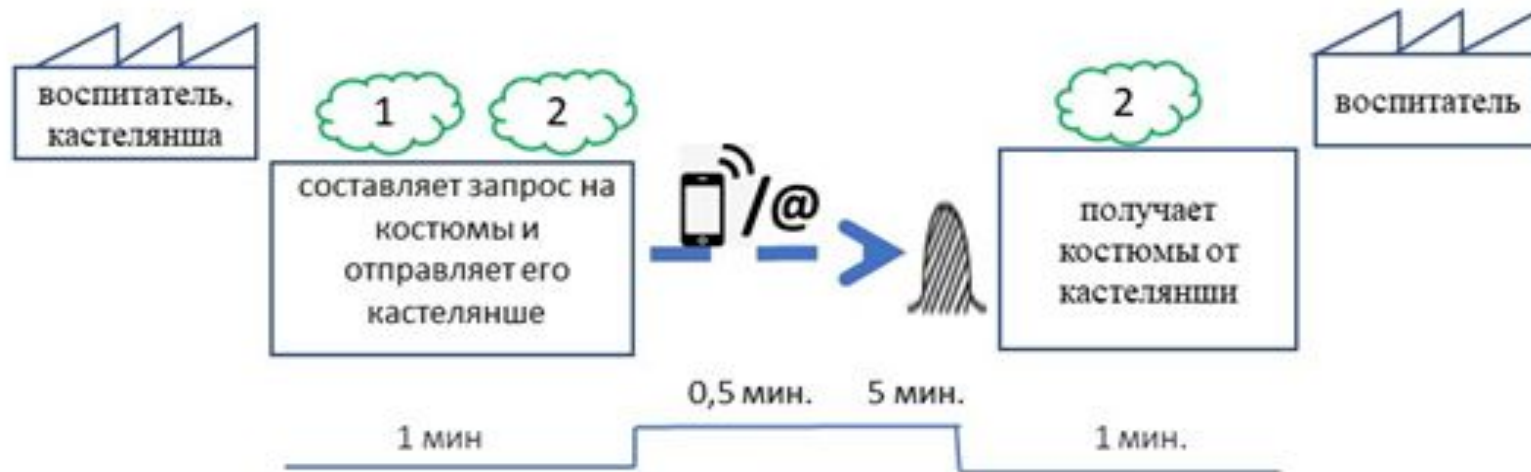 воспитатель,
кастелянша
1
2
составляет запрос на
костюмы и
отправляет его
кастелянше
/@
2
получает
костюмы от
кастелянши
воспитатель
0,5 мин.
5 мин.
1 мин
1 мин.